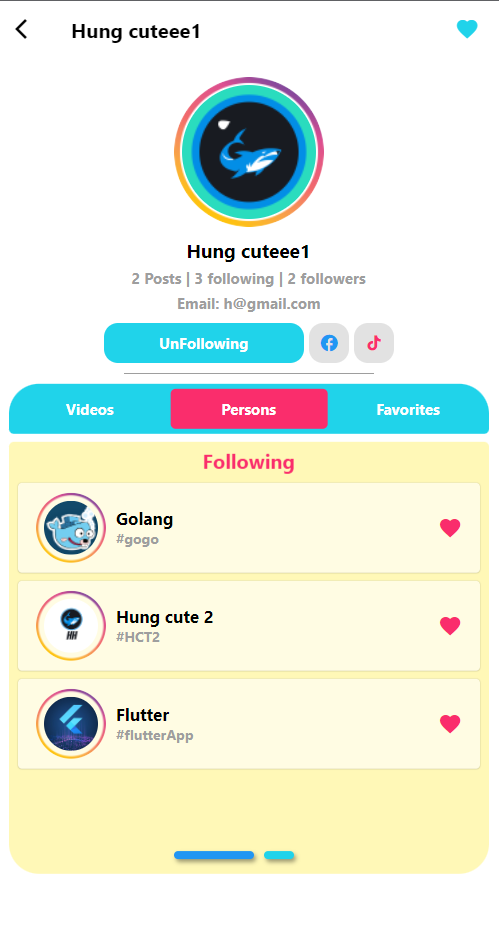 Hung cuteee1
Hung cuteee1
2 Posts | 3 following | 2 followers
Email: h@gmail.com
UnFollowing
Videos Persons Favorites
Following
Golang
#gogo
HH
Hung cute 2
#HCT2
Flutter
#flutterApp